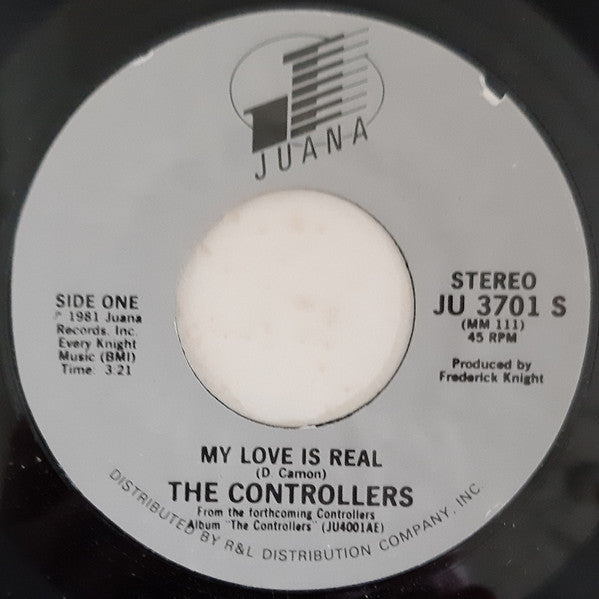 JUANA
SIDE ONE
℗ 1981 Juana
Records, Inc.
Every Knight
Music (BMI)
Time: 3:21
STEREO
JU 3701 S
(MM 111)
45 RPM
Produced by
Frederick Knight
MY LOVE IS REAL
(D. Camon)
THE CONTROLLERS
From the forthcoming Controllers
Album "The Controllers" (JU4001AE)
DISTRIBUTED BY R&L DISTRIBUTION COMPANY, INC